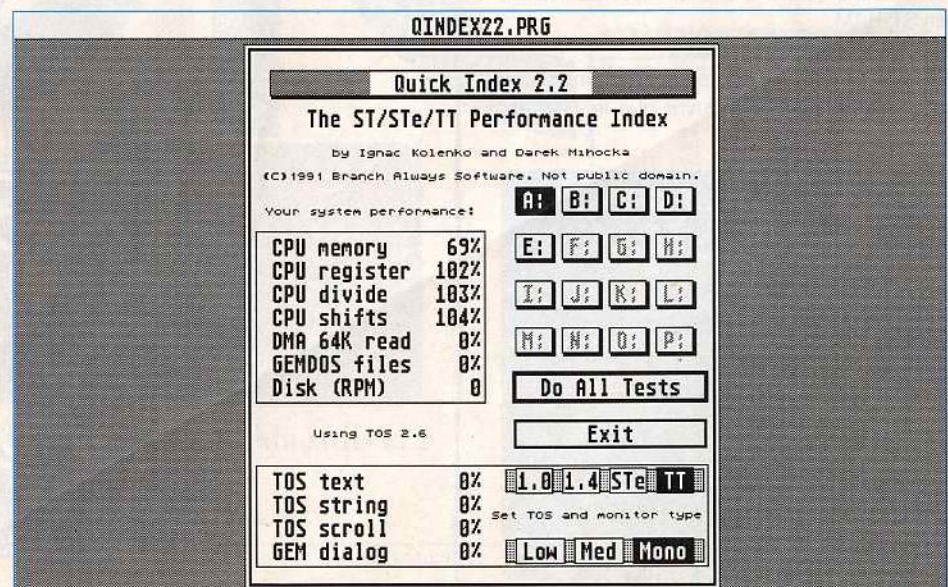 QINDEX22.PRG
Quick Index 2.2
The ST/STe/TT Performance Index
by Ignac Kolenko and Darek Mihocka
(C)1991 Branch Always Software. Not public domain.
Your system performance:
A: B: C: D:
E: F: G: H:
I: J: K: L:
M: N: O: P:
CPU memory 69%
CPU register 102%
CPU divide 103%
CPU shifts 104%
DMA 64K read 0%
GEMDOS files 0%
Disk (RPM) 0
Do All Tests
Using TOS 2.6
Exit
TOS text 0%
TOS string 0%
TOS scroll 0%
GEM dialog 0%
1.0 1.4 STe TT
Set TOS and monitor type
Low Med Mono